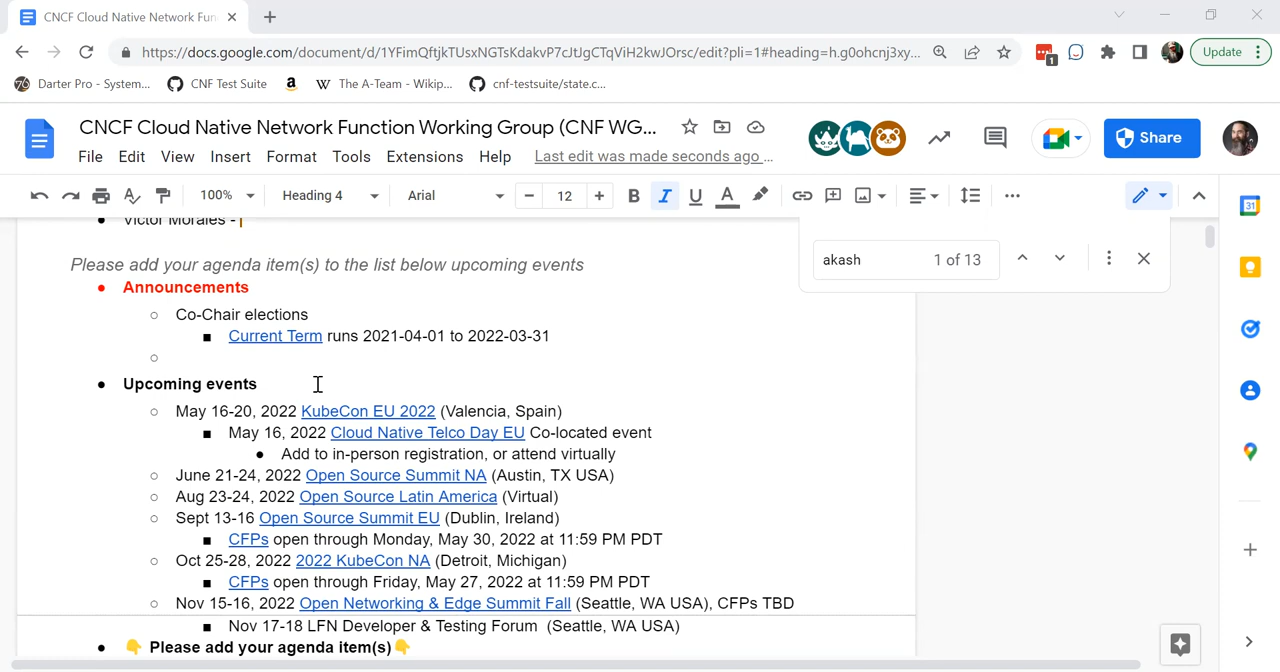 CNCF Cloud Native Network Fun
https://docs.google.com/document/d/1YFimQftjkTUsxNGTsKdakvP7cJtJgCTqViH2kwJOrsc/edit?pli=1#heading=h.g0ohcnj3xy...
1
Update
76 Darter Pro - System...
CNF Test Suite
The A-Team - Wikip...
cnf-testsuite/state.c...
CNCF Cloud Native Network Function Working Group (CNF WG...
File Edit View Insert Format Tools Extensions Help Last edit was made seconds ago ...
Share
100% Heading 4 Arial − 12 + B I U A
31
Victor Morales -
akash 1 of 13
Please add your agenda item(s) to the list below upcoming events
● Announcements
○ Co-Chair elections
■ Current Term runs 2021-04-01 to 2022-03-31
○
● Upcoming events
○ May 16-20, 2022 KubeCon EU 2022 (Valencia, Spain)
■ May 16, 2022 Cloud Native Telco Day EU Co-located event
● Add to in-person registration, or attend virtually
○ June 21-24, 2022 Open Source Summit NA (Austin, TX USA)
○ Aug 23-24, 2022 Open Source Latin America (Virtual)
○ Sept 13-16 Open Source Summit EU (Dublin, Ireland)
■ CFPs open through Monday, May 30, 2022 at 11:59 PM PDT
○ Oct 25-28, 2022 2022 KubeCon NA (Detroit, Michigan)
■ CFPs open through Friday, May 27, 2022 at 11:59 PM PDT
○ Nov 15-16, 2022 Open Networking & Edge Summit Fall (Seattle, WA USA), CFPs TBD
■ Nov 17-18 LFN Developer & Testing Forum (Seattle, WA USA)
● 👇 Please add your agenda item(s)👇